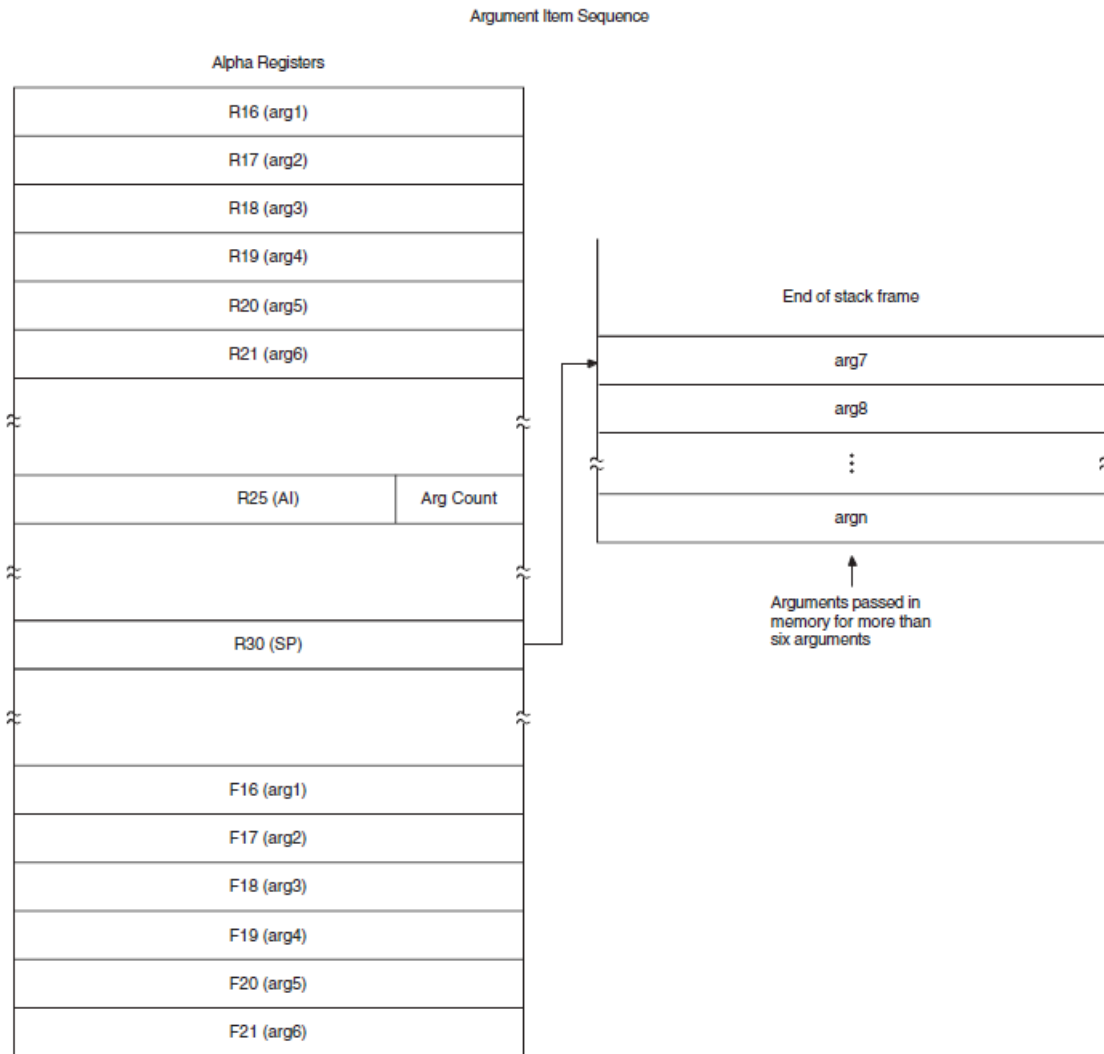 Argument Item Sequence
Alpha Registers
R16 (arg1)
R17 (arg2)
R18 (arg3)
R19 (arg4)
R20 (arg5)
R21 (arg6)
R25 (AI)
Arg Count
R30 (SP)
F16 (arg1)
F17 (arg2)
F18 (arg3)
F19 (arg4)
F20 (arg5)
F21 (arg6)
End of stack frame
arg7
arg8
⋮
argn
Arguments passed in
memory for more than
six arguments